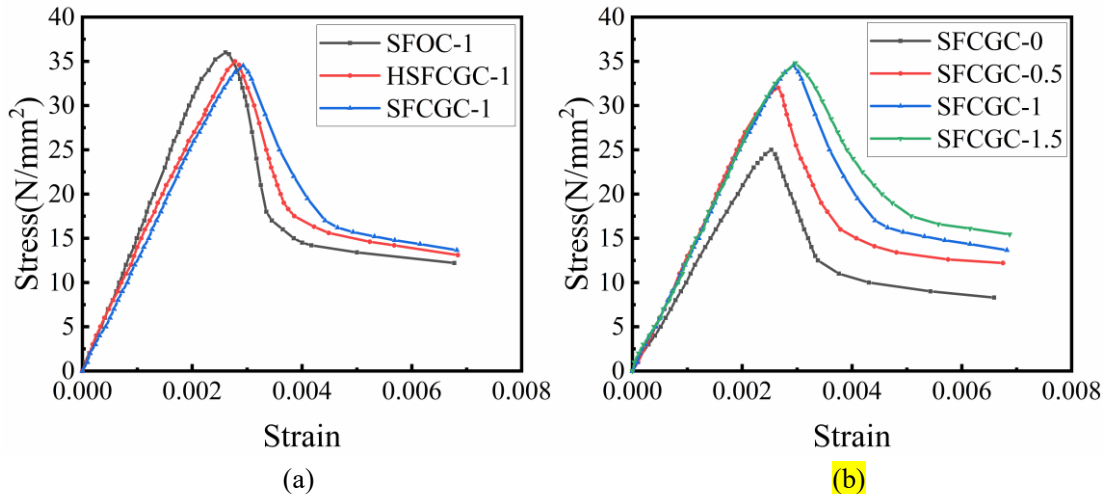 40
35
30
25
20
15
10
5
0
Stress(N/mm²)
0.000
0.002
0.004
0.006
0.008
Strain
SFOC-1
HSFCGC-1
SFCGC-1
(a)
40
35
30
25
20
15
10
5
0
Stress(N/mm²)
0.000
0.002
0.004
0.006
0.008
Strain
SFCGC-0
SFCGC-0.5
SFCGC-1
SFCGC-1.5
(b)